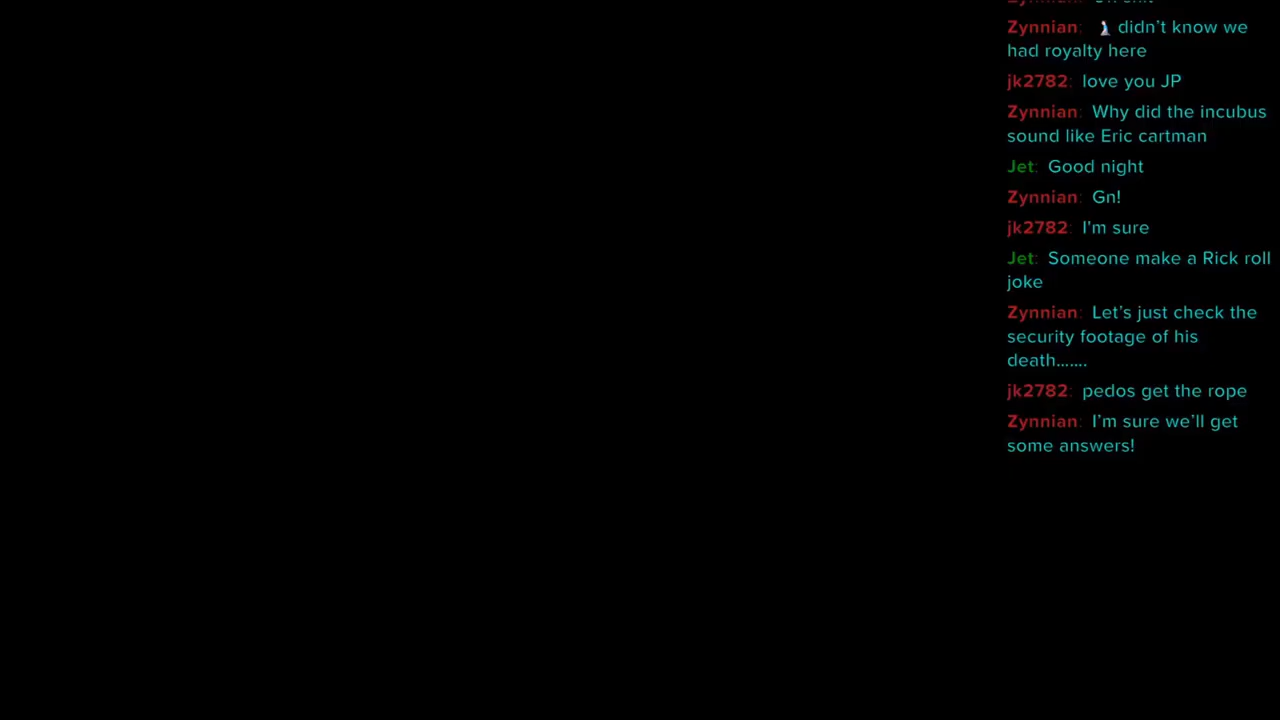 Zynnian: didn't know we
had royalty here
jk2782: love you JP
Zynnian: Why did the incubus
sound like Eric cartman
Jet: Good night
Zynnian: Gn!
jk2782: I'm sure
Jet: Someone make a Rick roll
joke
Zynnian: Let's just check the
security footage of his
death.......
jk2782: pedos get the rope
Zynnian: I'm sure we'll get
some answers!